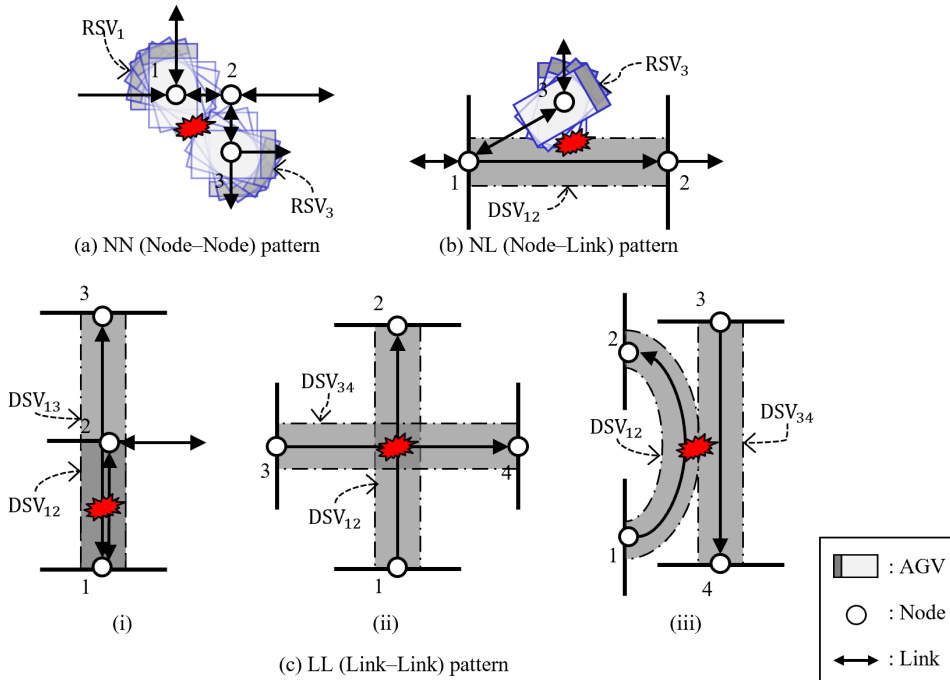 RSV₁
1
2
3
RSV₃
(a) NN (Node–Node) pattern
3
RSV₃
1
2
DSV₁₂
(b) NL (Node–Link) pattern
3
DSV₁₃
2
DSV₁₂
1
(i)
2
DSV₃₄
3
4
DSV₁₂
1
(ii)
3
2
DSV₁₂
DSV₃₄
1
4
(iii)
(c) LL (Link–Link) pattern
: AGV
: Node
: Link